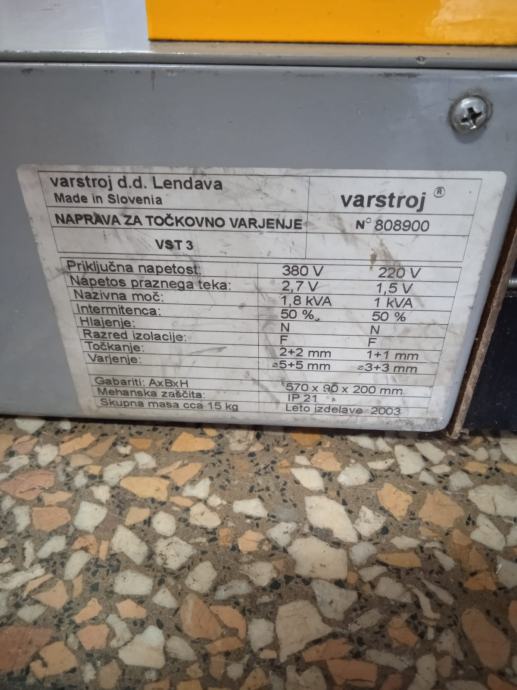 varstroj d.d. Lendava
Made in Slovenia
varstroj ®
NAPRAVA ZA TOČKOVNO VARJENJE
N° 808900
VST 3
Priključna napetost: 380 V 220 V
Napetos praznega teka: 2,7 V 1,5 V
Nazivna moč: 1,8 kVA 1 kVA
Intermitenca: 50 % 50 %
Hlajenje: N N
Razred izolacije: F F
Točkanje: 2+2 mm 1+1 mm
Varjenje: ⌀5+5 mm ⌀3+3 mm
Gabariti: AxBxH 570 x 90 x 200 mm
Mehanska zaščita: IP 21
Skupna masa cca 15 kg Leto izdelave 2003